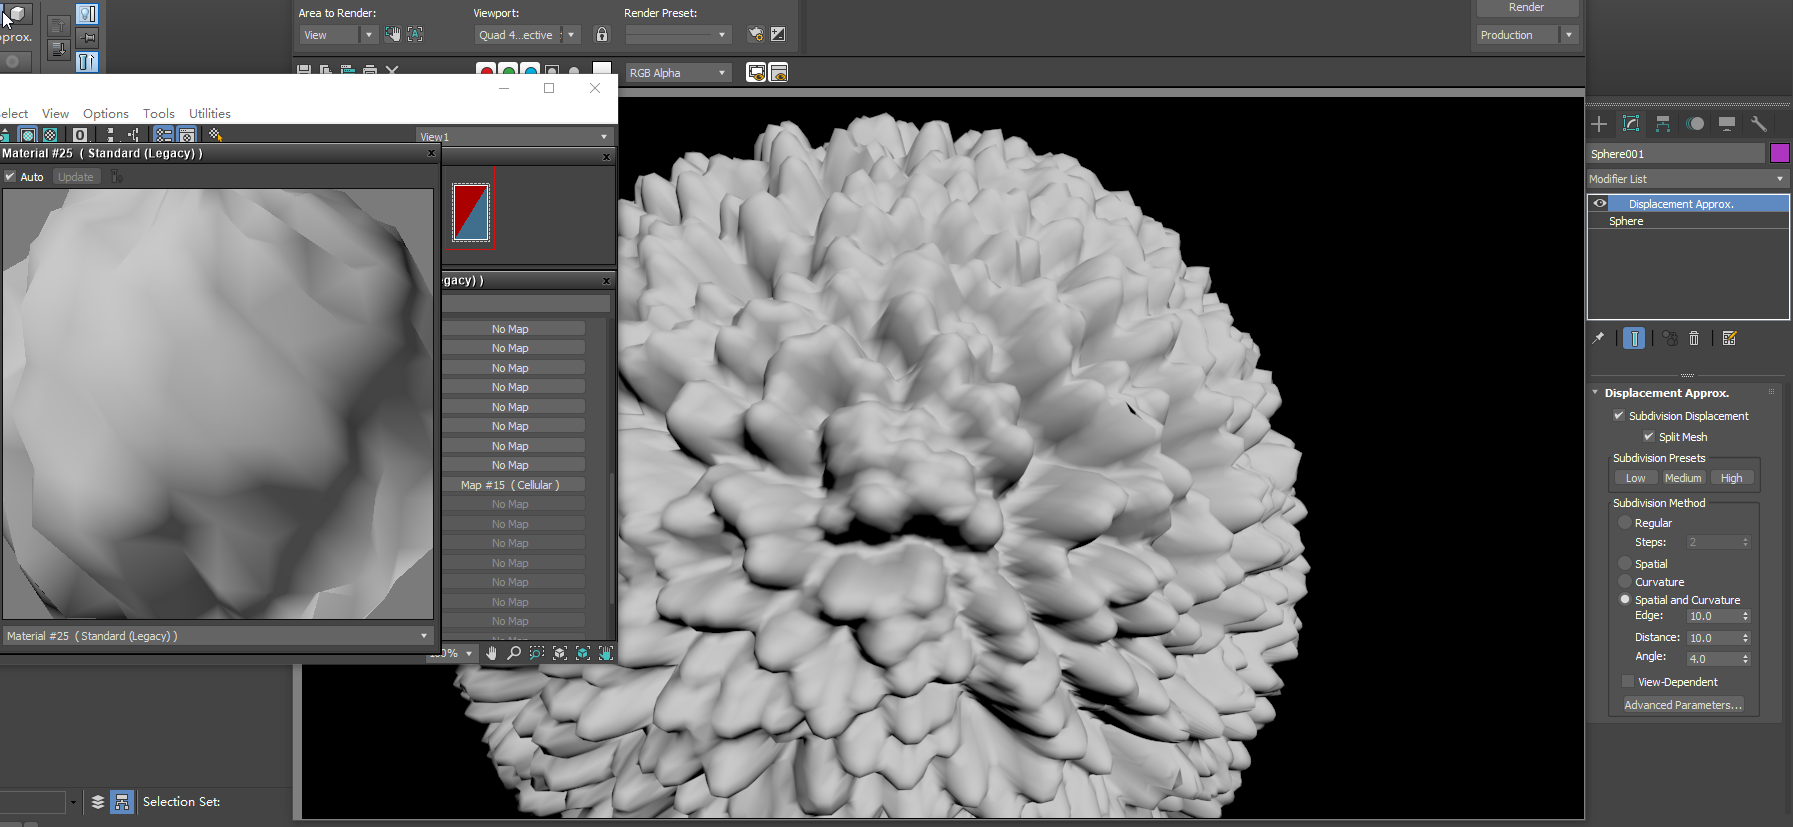 Area to Render:
Viewport:
Render Preset:
Render
View
Quad 4...ective
Production
RGB Alpha
View
Options
Tools
Utilities
View1
Material #25 ( Standard (Legacy) )
Auto
Update
egacy) )
No Map
No Map
No Map
No Map
No Map
No Map
No Map
No Map
Map #15 ( Cellular )
No Map
No Map
No Map
No Map
No Map
No Map
No Map
Material #25 ( Standard (Legacy) )
Selection Set:
Sphere001
Modifier List
Displacement Approx.
Sphere
Displacement Approx.
Subdivision Displacement
Split Mesh
Subdivision Presets
Low
Medium
High
Subdivision Method
Regular
Steps: 2
Spatial
Curvature
Spatial and Curvature
Edge: 10.0
Distance: 10.0
Angle: 4.0
View-Dependent
Advanced Parameters...